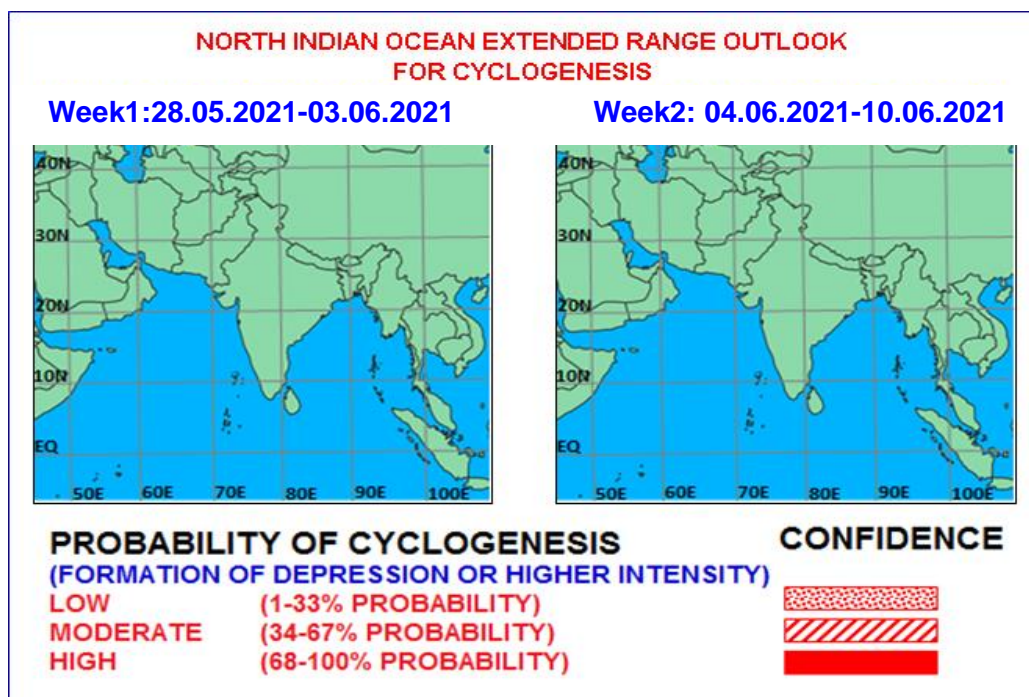 NORTH INDIAN OCEAN EXTENDED RANGE OUTLOOK
FOR CYCLOGENESIS
Week1:28.05.2021-03.06.2021
Week2: 04.06.2021-10.06.2021
40N
30N
20N
10N
EQ
50E 60E 70E 80E 90E 100E
40N
30N
20N
10N
EQ
50E 60E 70E 80E 90E 100E
PROBABILITY OF CYCLOGENESIS
(FORMATION OF DEPRESSION OR HIGHER INTENSITY)
CONFIDENCE
LOW (1-33% PROBABILITY)
MODERATE (34-67% PROBABILITY)
HIGH (68-100% PROBABILITY)